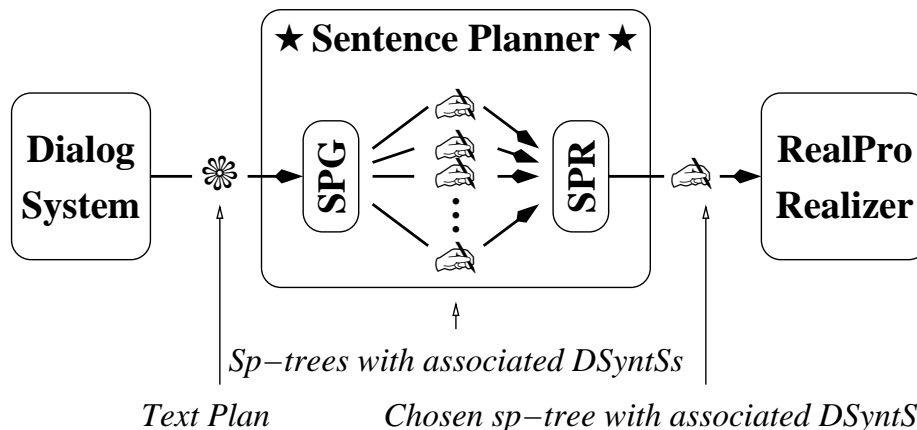 ★ Sentence Planner ★
Dialog
System
SPG
SPR
RealPro
Realizer
Sp−trees with associated DSyntSs
Text Plan
Chosen sp−tree with associated DSyntS